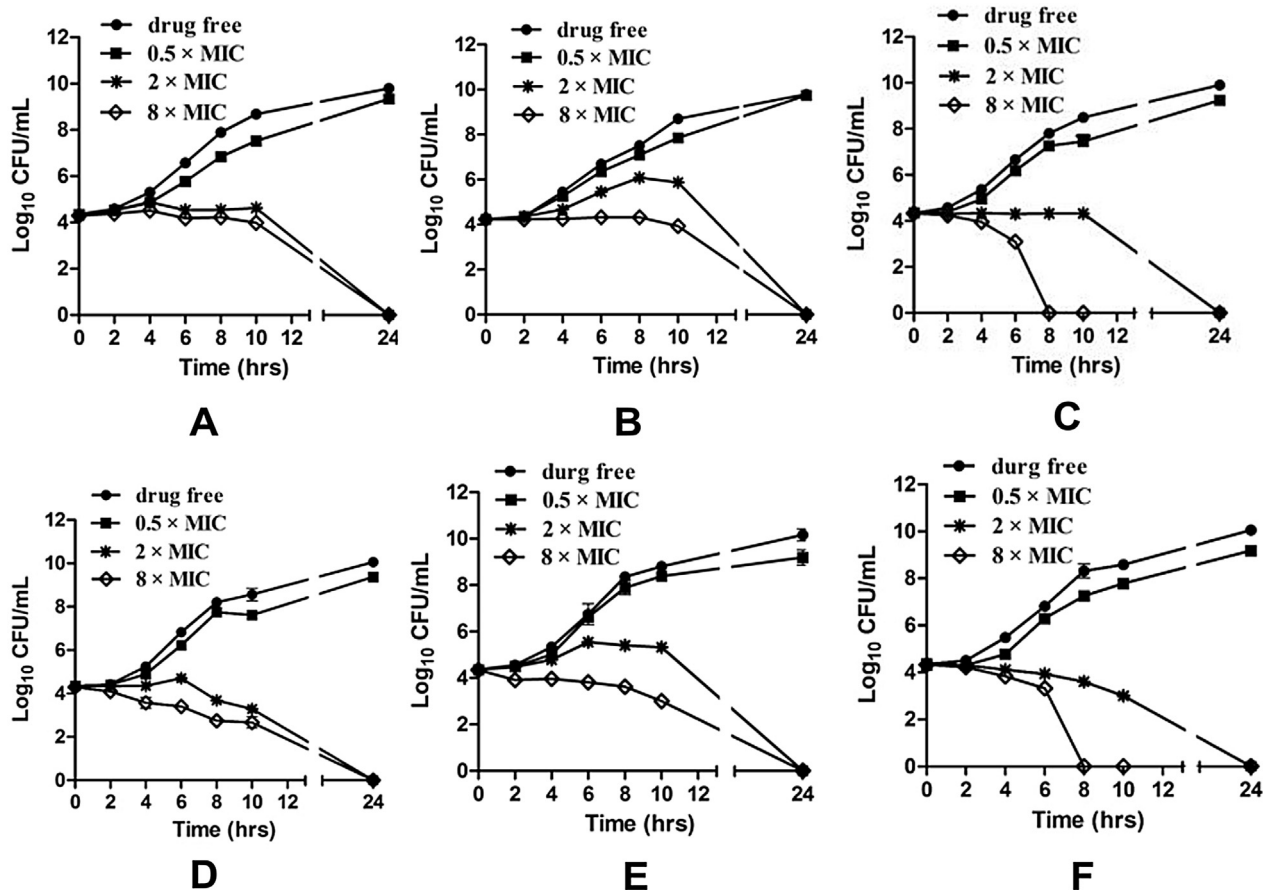 drug free
0.5 × MIC
2 × MIC
8 × MIC
Log10 CFU/mL
12
10
8
6
4
2
0
0 2 4 6 8 10 12 24
Time (hrs)
A
drug free
0.5 × MIC
2 × MIC
8 × MIC
Log10 CFU/mL
12
10
8
6
4
2
0
0 2 4 6 8 10 12 24
Time (hrs)
B
drug free
0.5 × MIC
2 × MIC
8 × MIC
Log10 CFU/mL
12
10
8
6
4
2
0
0 2 4 6 8 10 12 24
Time (hrs)
C
drug free
0.5 × MIC
2 × MIC
8 × MIC
Log10 CFU/mL
12
10
8
6
4
2
0
0 2 4 6 8 10 12 24
Time (hrs)
D
durg free
0.5 × MIC
2 × MIC
8 × MIC
Log10 CFU/mL
12
10
8
6
4
2
0
0 2 4 6 8 10 12 24
Time (hrs)
E
durg free
0.5 × MIC
2 × MIC
8 × MIC
Log10 CFU/mL
12
10
8
6
4
2
0
0 2 4 6 8 10 12 24
Time (hrs)
F